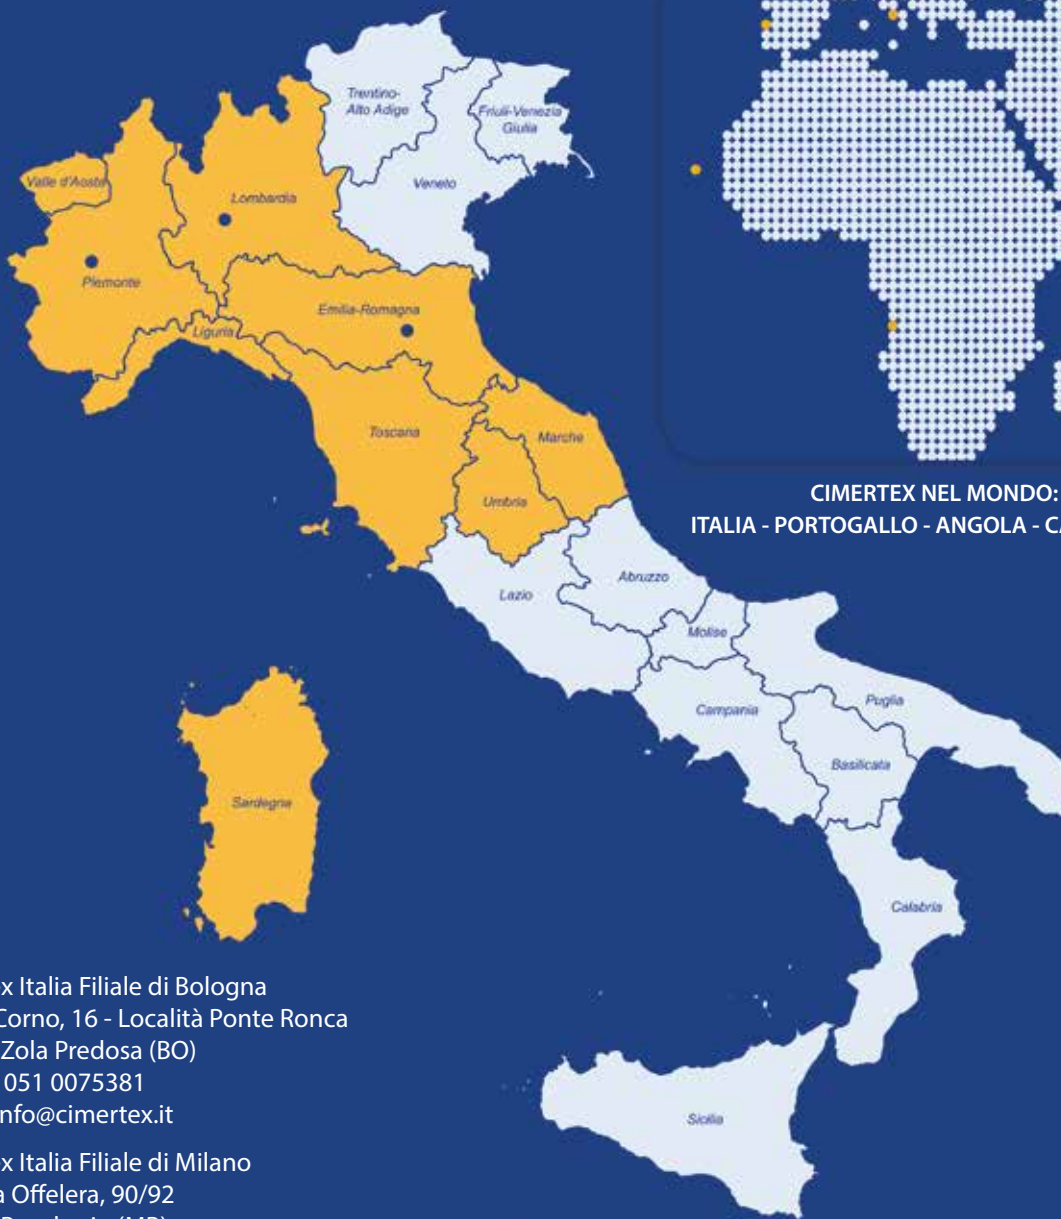 Trentino-
Alto Adige
Friuli-Venezia
Giulia
Valle d'Aosta
Lombardia
Veneto
Piemonte
Emilia-Romagna
Liguria
Toscana
Marche
Umbria
CIMERTEX NEL MONDO:
ITALIA - PORTOGALLO - ANGOLA - CA
Abruzzo
Lazio
Molise
Campania
Puglia
Basilicata
Sardegna
Calabria
x Italia Filiale di Bologna
Corno, 16 - Località Ponte Ronca
Zola Predosa (BO)
051 0075381
nfo@cimertex.it
Sicilia
x Italia Filiale di Milano
a Offelera, 90/92